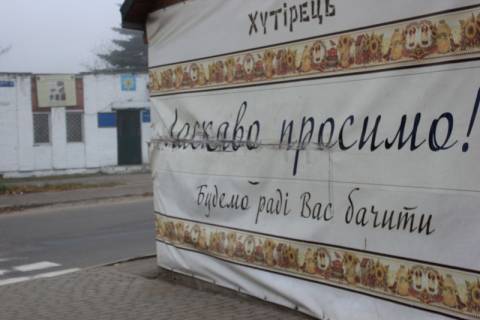 хутірець
Ласкаво просимо!
Будемо раді Вас бачити